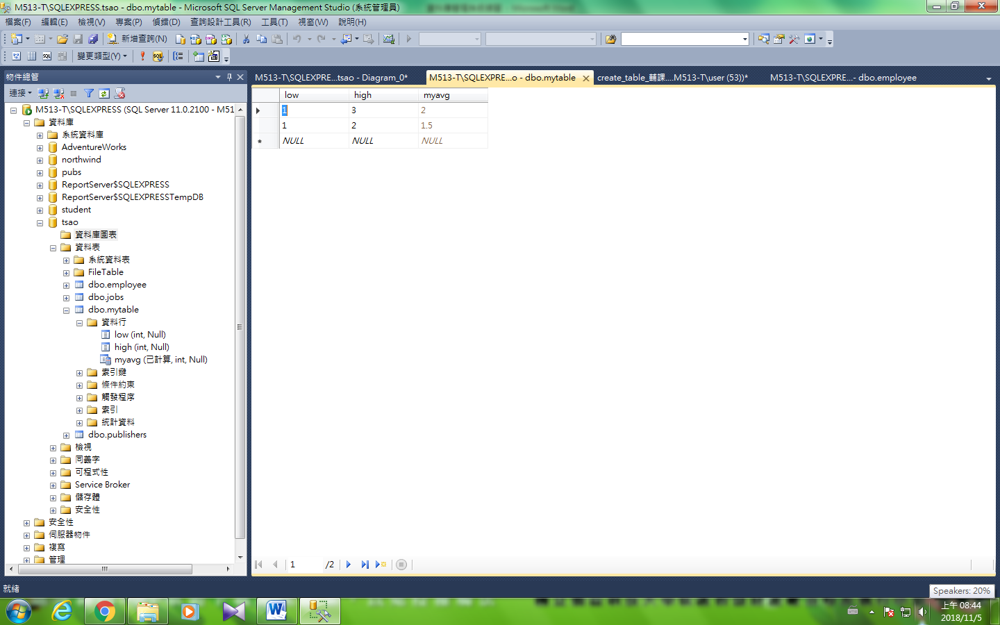 M513-T\SQLEXPRESS.tsao - dbo.mytable - Microsoft SQL Server Management Studio (系統管理員)
檔案(F) 編輯(E) 檢視(V) 專案(P) 偵錯(D) 查詢設計工具(R) 工具(T) 視窗(W) 說明(H)
新增查詢(N)
變更類型(Y)
物件總管
連接
M513-T\SQLEXPRESS (SQL Server 11.0.2100 - M51
資料庫
系統資料庫
AdventureWorks
northwind
pubs
ReportServer$SQLEXPRESS
ReportServer$SQLEXPRESSTempDB
student
tsao
資料庫圖表
資料表
系統資料表
FileTable
dbo.employee
dbo.jobs
dbo.mytable
資料行
low (int, Null)
high (int, Null)
myavg (已計算, int, Null)
索引鍵
條件約束
觸發程序
索引
統計資料
dbo.publishers
檢視
同義字
可程式性
Service Broker
儲存體
安全性
安全性
伺服器物件
複寫
管理
M513-T\SQLEXPRE...tsao - Diagram_0* M513-T\SQLEXPRE...o - dbo.mytable create_table_輔課....M513-T\user (53))* M513-T\SQLEXPRE...- dbo.employee
low high myavg
1 3 2
1 2 1.5
NULL NULL NULL
1 /2
就緒
Speakers: 20%
上午 08:44
2018/11/5